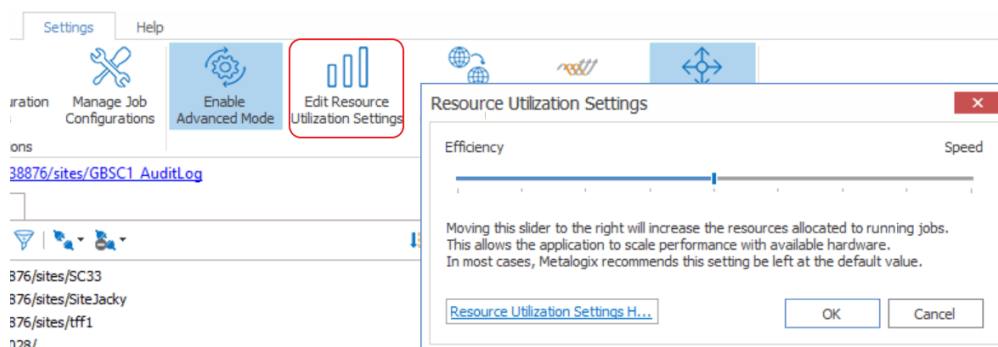 Settings Help
Manage Job
Configurations
Enable
Advanced Mode
Edit Resource
Utilization Settings
38876/sites/GBSC1_AuditLog
876/sites/SC33
876/sites/SiteJacky
876/sites/tff1
028/
Resource Utilization Settings
Efficiency Speed
Moving this slider to the right will increase the resources allocated to running jobs.
This allows the application to scale performance with available hardware.
In most cases, Metalogix recommends this setting be left at the default value.
Resource Utilization Settings H...
OK Cancel